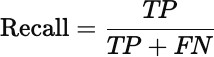 Recall = TP / (TP + FN)